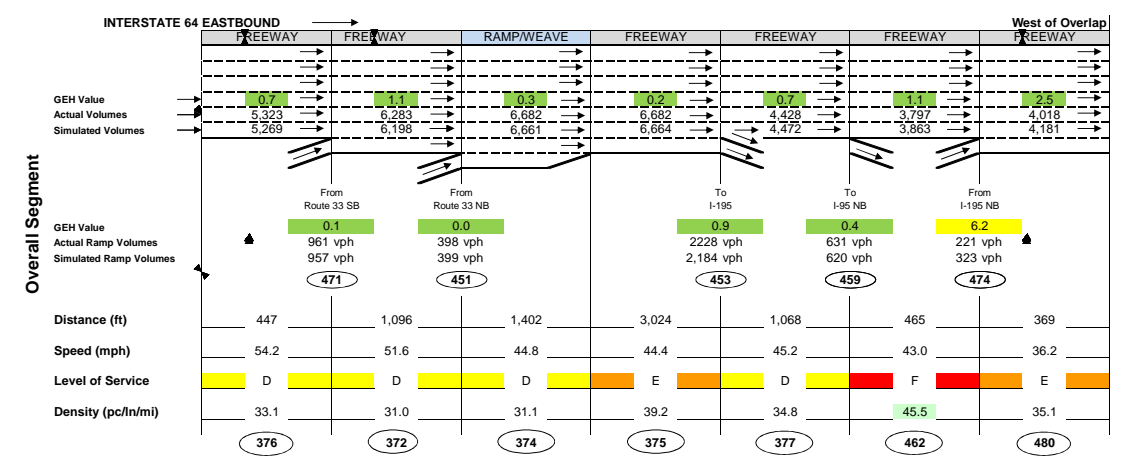 INTERSTATE 64 EASTBOUND West of Overlap
FREEWAY FREEWAY RAMP/WEAVE FREEWAY FREEWAY FREEWAY FREEWAY
GEH Value 0.7 1.1 0.3 0.2 0.7 1.1 2.5
Actual Volumes 5,323 6,283 6,682 6,682 4,428 3,797 4,018
Simulated Volumes 5,269 6,198 6,661 6,664 4,472 3,863 4,181
Overall Segment
From From To To From
Route 33 SB Route 33 NB I-195 I-95 NB I-195 NB
GEH Value 0.1 0.0 0.9 0.4 6.2
Actual Ramp Volumes 961 vph 398 vph 2228 vph 631 vph 221 vph
Simulated Ramp Volumes 957 vph 399 vph 2,184 vph 620 vph 323 vph
471 451 453 459 474
Distance (ft) 447 1,096 1,402 3,024 1,068 465 369
Speed (mph) 54.2 51.6 44.8 44.4 45.2 43.0 36.2
Level of Service D D D E D F E
Density (pc/ln/mi) 33.1 31.0 31.1 39.2 34.8 45.5 35.1
376 372 374 375 377 462 480